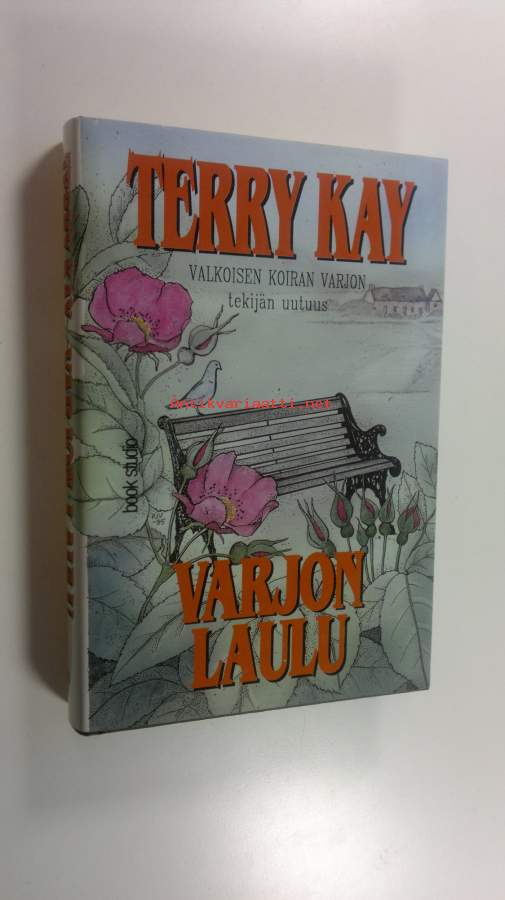 TERRY KAY
VALKOISEN KOIRAN VARJON
tekijän uutuus
antikvariaatti.net
book studio
VARJON
LAULU